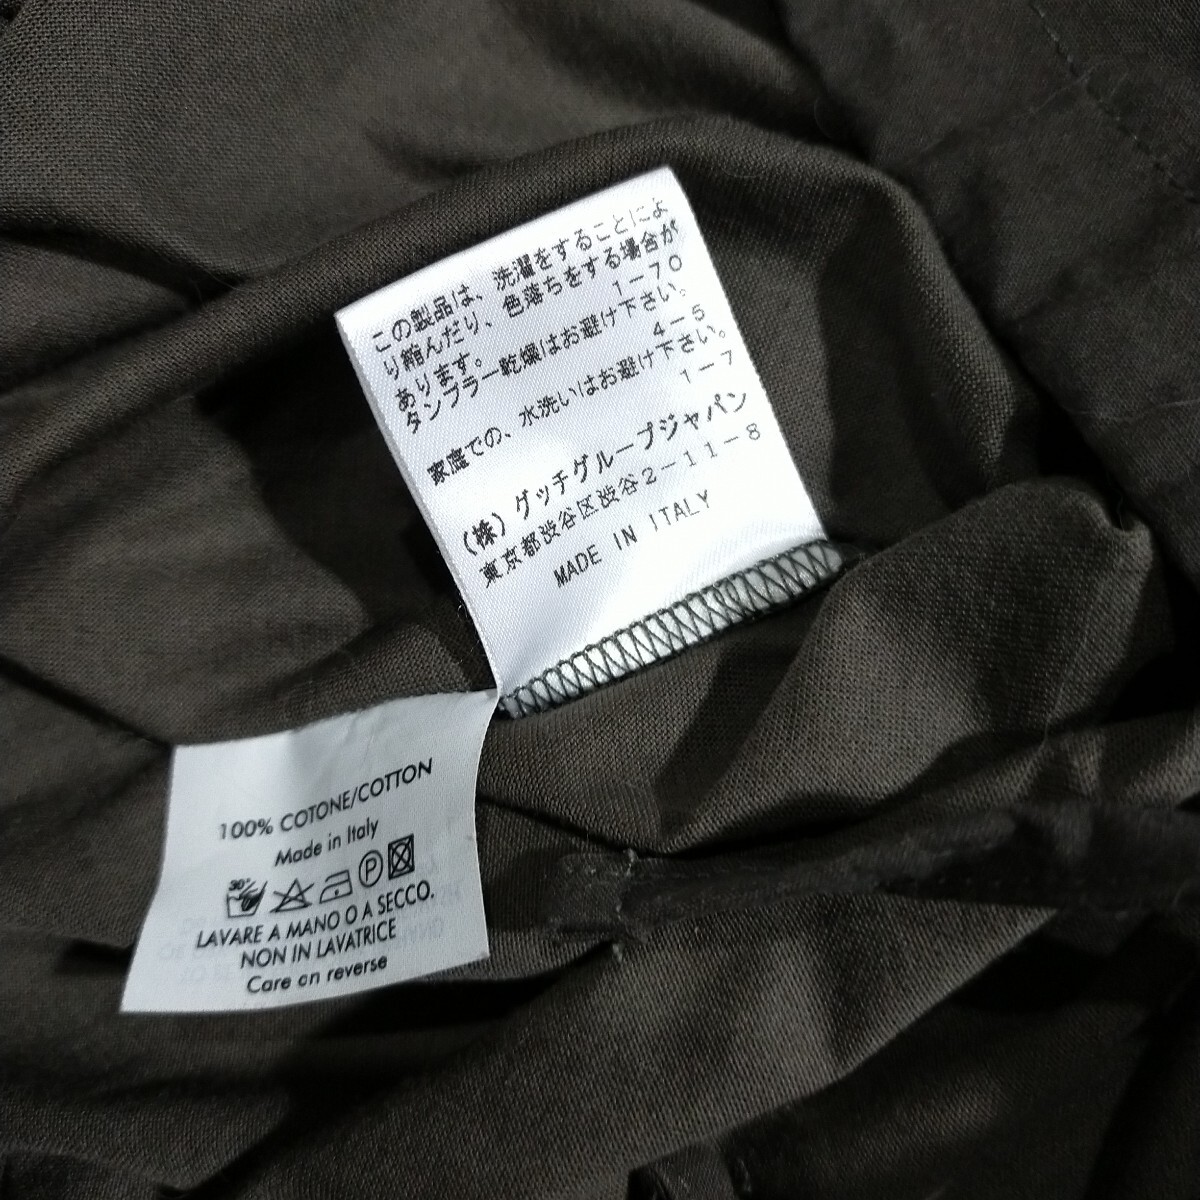 この製品は、洗濯をすることによ
り縮んだり、色落ちをする場合が
あります。 1-70
タンブラー乾燥はお避け下さい。
4-5
家庭での、水洗いはお避け下さい。
1-7
(株)グッチグループジャパン
東京都渋谷区渋谷2-11-8
MADE IN ITALY
100% COTONE/COTTON
Made in Italy
30°
P
LAVARE A MANO O A SECCO.
NON IN LAVATRICE
Care on reverse